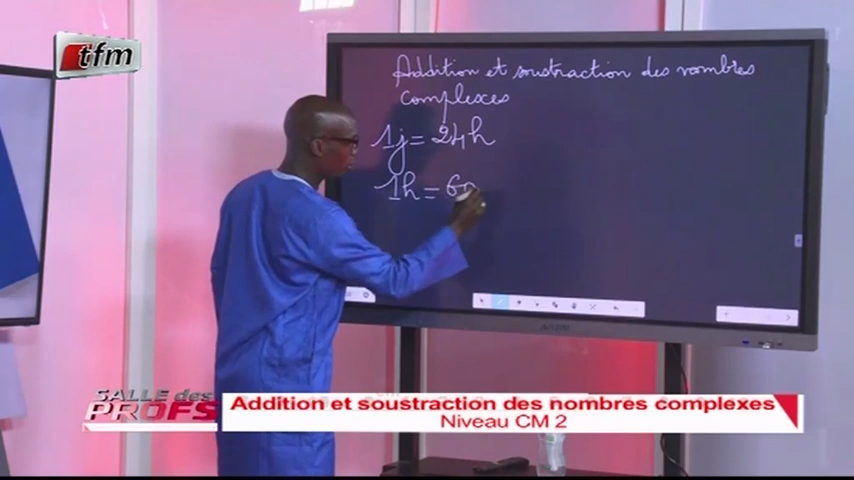 tfm
Addition et soustraction des nombres
complexes
1j = 24h
1h = 60
SALLE des
PROFS
Addition et soustraction des nombres complexes
Niveau CM 2